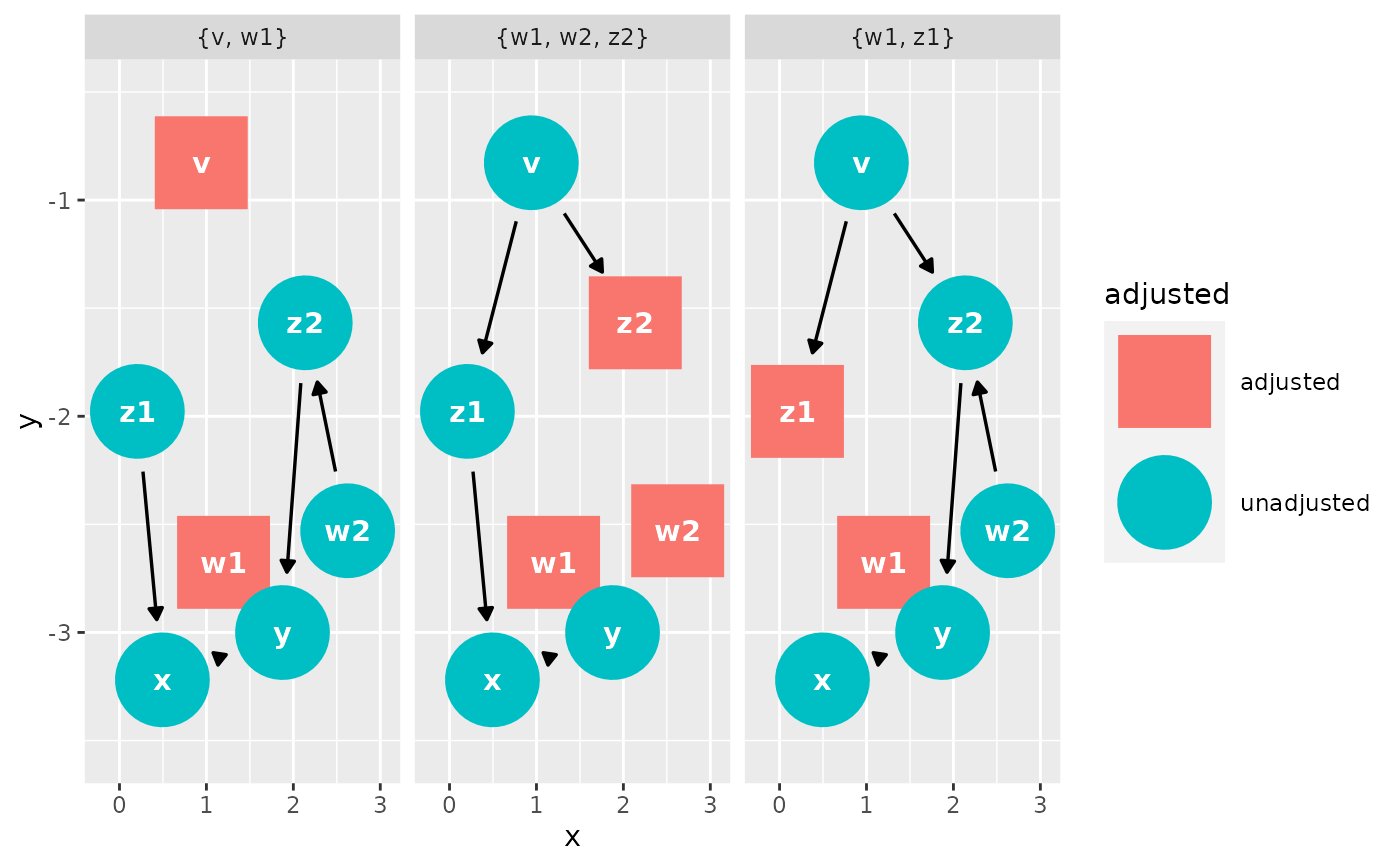 {v, w1}
{w1, w2, z2}
{w1, z1}
v
v
v
-1
z2
z2
z2
adjusted
adjusted
unadjusted
z1
z1
z1
-2
y
w2
w2
w2
w1
w1
w1
y
y
y
-3
x
x
x
0 1 2 3
0 1 2 3
0 1 2 3
x